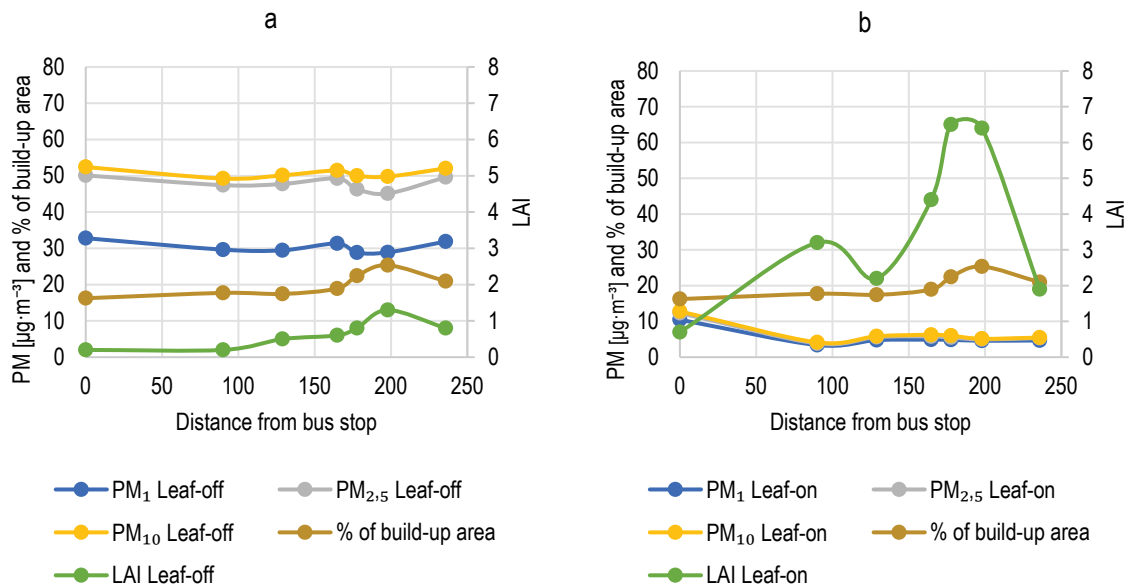 a
80
70
60
50
40
30
20
10
0
PM [µg·m⁻³] and % of build-up area
8
7
6
5
4
3
2
1
0
LAI
0 50 100 150 200 250
Distance from bus stop
PM₁ Leaf-off
PM₂,₅ Leaf-off
PM₁₀ Leaf-off
% of build-up area
LAI Leaf-off
b
80
70
60
50
40
30
20
10
0
PM [µg·m⁻³] and % of build-up area
8
7
6
5
4
3
2
1
0
LAI
0 50 100 150 200 250
Distance from bus stop
PM₁ Leaf-on
PM₂,₅ Leaf-on
PM₁₀ Leaf-on
% of build-up area
LAI Leaf-on